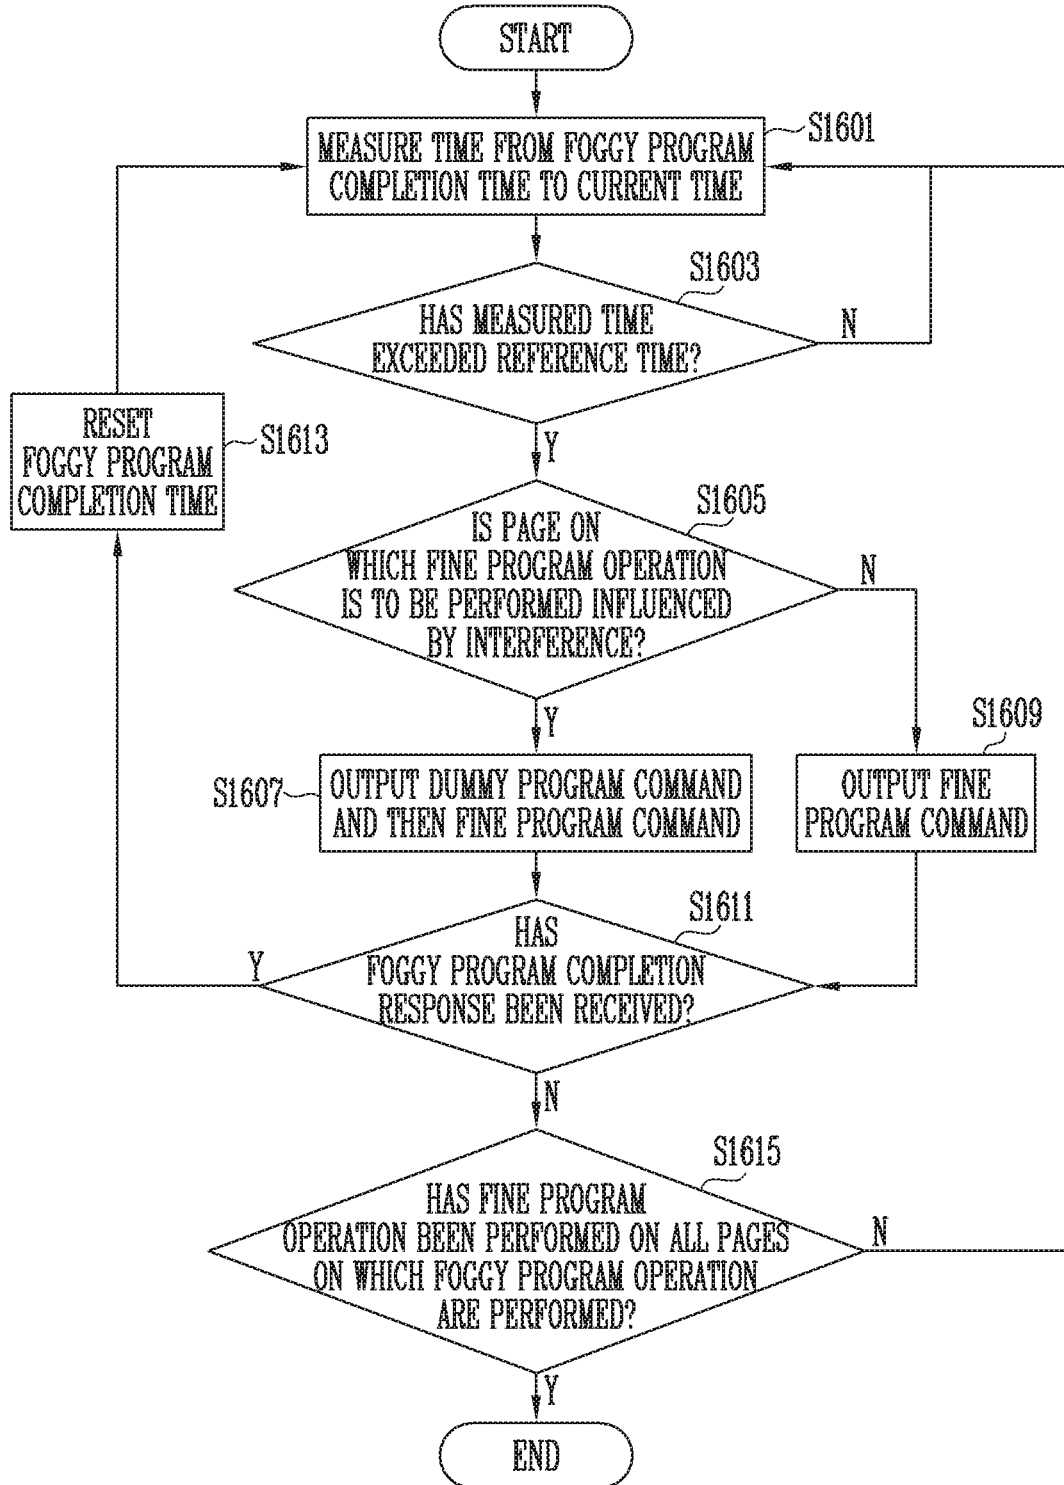 START
S1601
MEASURE TIME FROM FOGGY PROGRAM
COMPLETION TIME TO CURRENT TIME
S1603
HAS MEASURED TIME
EXCEEDED REFERENCE TIME?
N
Y
RESET
FOGGY PROGRAM
COMPLETION TIME
S1613
S1605
IS PAGE ON
WHICH FINE PROGRAM OPERATION
IS TO BE PERFORMED INFLUENCED
BY INTERFERENCE?
N
Y
S1607
OUTPUT DUMMY PROGRAM COMMAND
AND THEN FINE PROGRAM COMMAND
S1609
OUTPUT FINE
PROGRAM COMMAND
S1611
HAS
FOGGY PROGRAM COMPLETION
RESPONSE BEEN RECEIVED?
Y
N
S1615
HAS FINE PROGRAM
OPERATION BEEN PERFORMED ON ALL PAGES
ON WHICH FOGGY PROGRAM OPERATION
ARE PERFORMED?
N
Y
END